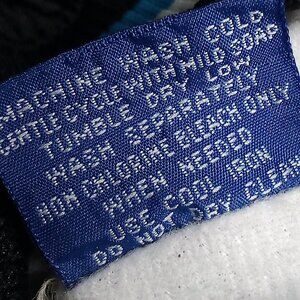 MACHINE WASH COLD
GENTLE CYCLE WITH MILD SOAP
TUMBLE DRY LOW
WASH SEPARATELY
NON CHLORINE BLEACH ONLY
WHEN NEEDED
USE COOL IRON
DO NOT DRY CLEAN